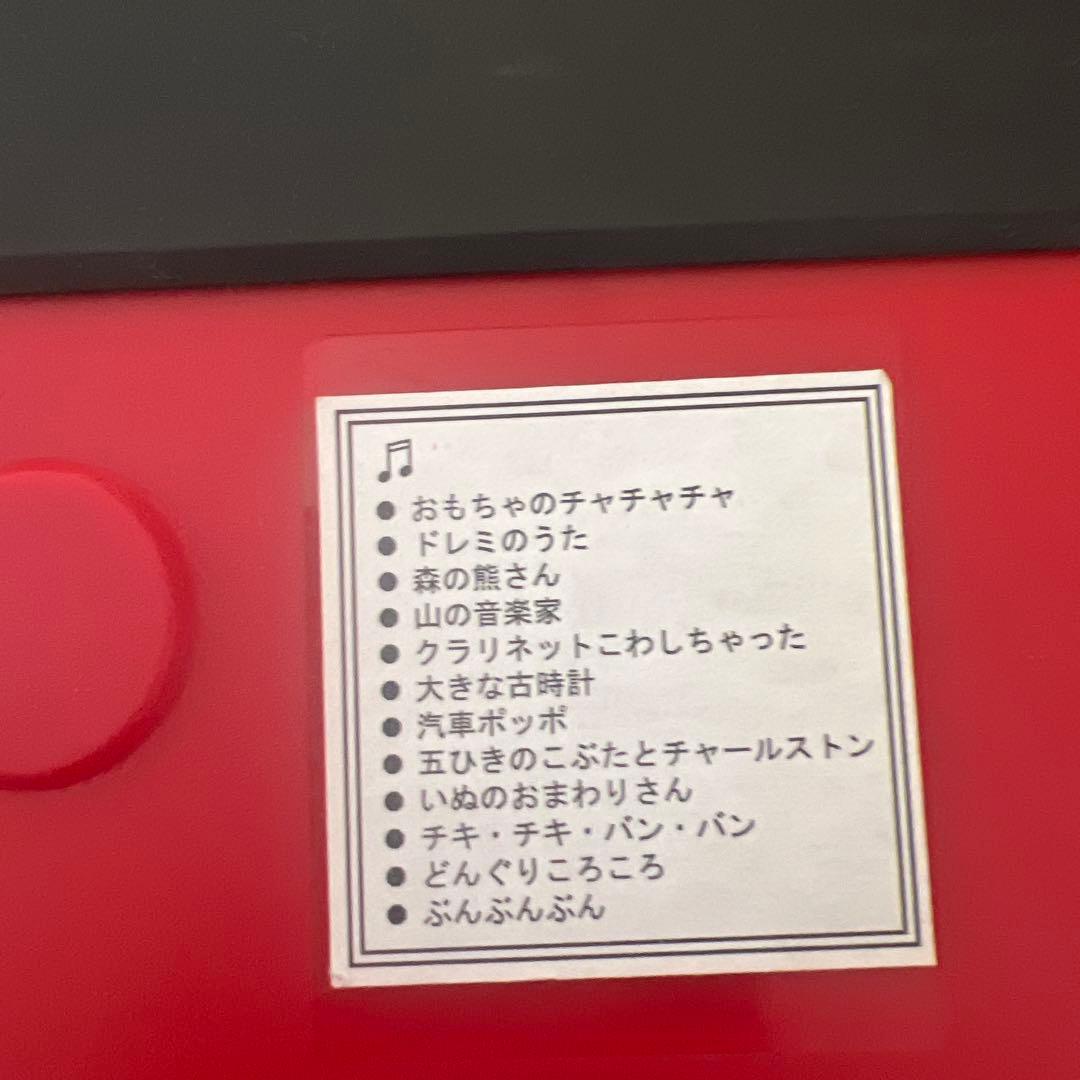 ● おもちゃのチャチャチャ
● ドレミのうた
● 森の熊さん
● 山の音楽家
● クラリネットこわしちゃった
● 大きな古時計
● 汽車ポッポ
● 五ひきのこぶたとチャールストン
● いぬのおまわりさん
● チキ・チキ・バン・バン
● どんぐりころころ
● ぶんぶんぶん